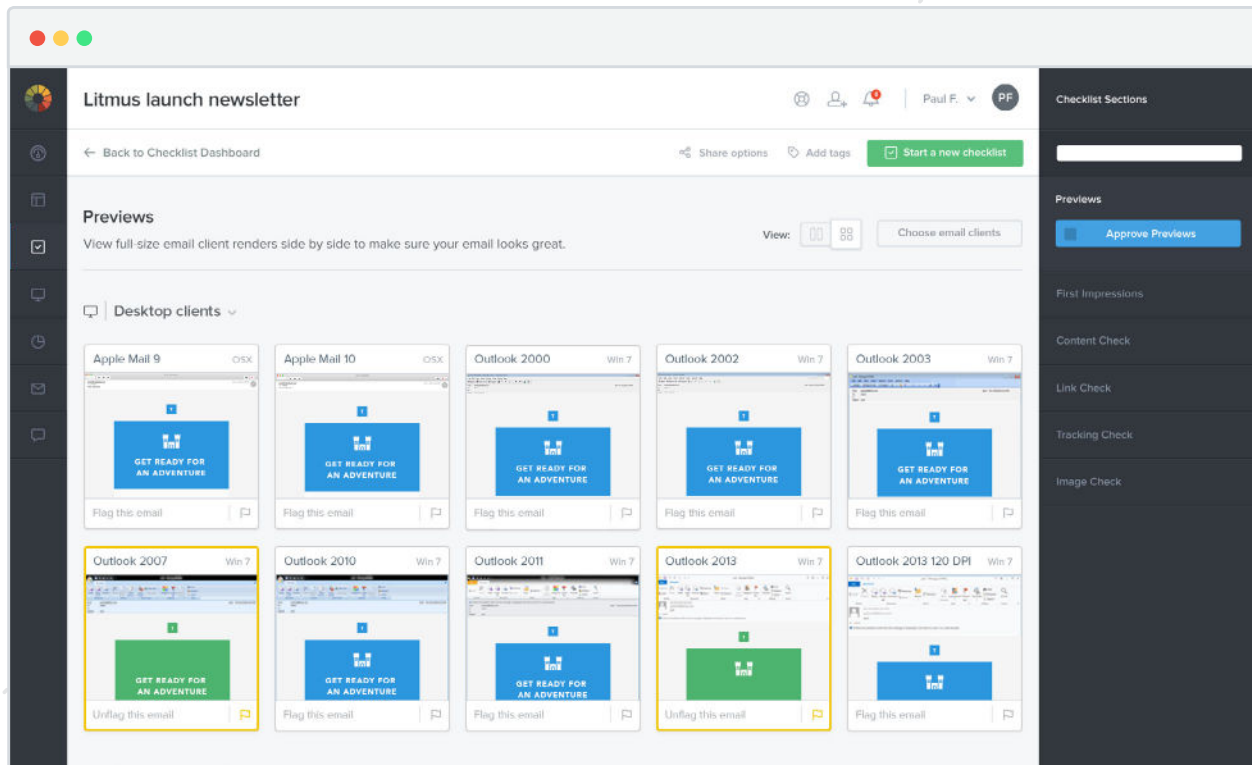 Litmus launch newsletter
Paul F.
PF
Checklist Sections
← Back to Checklist Dashboard
Share options
Add tags
Start a new checklist
Previews
View full-size email client renders side by side to make sure your email looks great.
View:
Choose email clients
Previews
Approve Previews
First Impressions
Content Check
Link Check
Tracking Check
Image Check
Desktop clients
Apple Mail 9 OSX
GET READY FOR
AN ADVENTURE
Flag this email
Apple Mail 10 OSX
GET READY FOR
AN ADVENTURE
Flag this email
Outlook 2000 Win 7
GET READY FOR
AN ADVENTURE
Flag this email
Outlook 2002 Win 7
GET READY FOR
AN ADVENTURE
Flag this email
Outlook 2003 Win 7
GET READY FOR
AN ADVENTURE
Flag this email
Outlook 2007 Win 7
GET READY FOR
AN ADVENTURE
Unflag this email
Outlook 2010 Win 7
GET READY FOR
AN ADVENTURE
Flag this email
Outlook 2011 Win 7
GET READY FOR
AN ADVENTURE
Flag this email
Outlook 2013 Win 7
Unflag this email
Outlook 2013 120 DPI Win 7
Flag this email